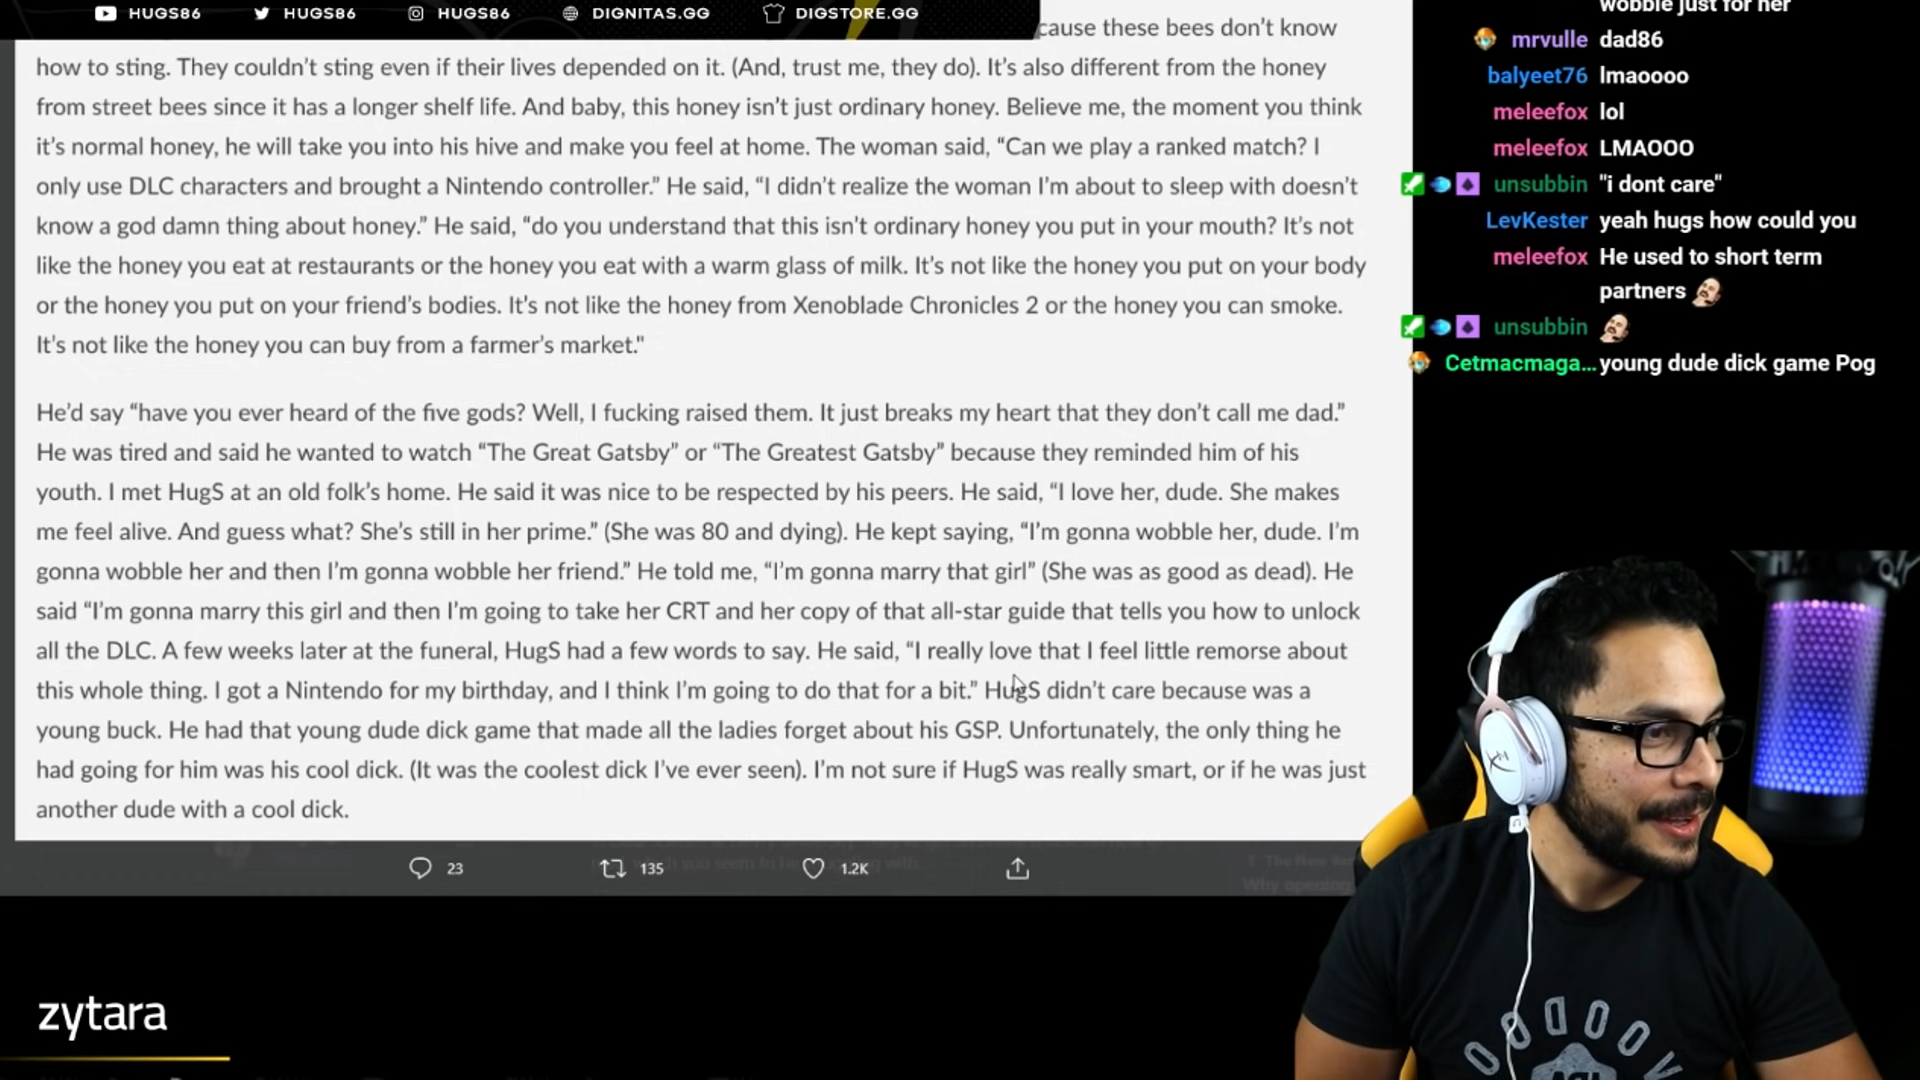 HUGS86 HUGS86 HUGS86 DIGNITAS.GG DIGSTORE.GG
cause these bees don’t know
how to sting. They couldn’t sting even if their lives depended on it. (And, trust me, they do). It’s also different from the honey
from street bees since it has a longer shelf life. And baby, this honey isn’t just ordinary honey. Believe me, the moment you think
it’s normal honey, he will take you into his hive and make you feel at home. The woman said, “Can we play a ranked match? I
only use DLC characters and brought a Nintendo controller.” He said, “I didn’t realize the woman I’m about to sleep with doesn’t
know a god damn thing about honey.” He said, “do you understand that this isn’t ordinary honey you put in your mouth? It’s not
like the honey you eat at restaurants or the honey you eat with a warm glass of milk. It’s not like the honey you put on your body
or the honey you put on your friend’s bodies. It’s not like the honey from Xenoblade Chronicles 2 or the honey you can smoke.
It’s not like the honey you can buy from a farmer’s market."
He’d say “have you ever heard of the five gods? Well, I fucking raised them. It just breaks my heart that they don’t call me dad.”
He was tired and said he wanted to watch “The Great Gatsby” or “The Greatest Gatsby” because they reminded him of his
youth. I met HugS at an old folk’s home. He said it was nice to be respected by his peers. He said, “I love her, dude. She makes
me feel alive. And guess what? She’s still in her prime.” (She was 80 and dying). He kept saying, “I’m gonna wobble her, dude. I’m
gonna wobble her and then I’m gonna wobble her friend.” He told me, “I’m gonna marry that girl” (She was as good as dead). He
said “I’m gonna marry this girl and then I’m going to take her CRT and her copy of that all-star guide that tells you how to unlock
all the DLC. A few weeks later at the funeral, HugS had a few words to say. He said, “I really love that I feel little remorse about
this whole thing. I got a Nintendo for my birthday, and I think I’m going to do that for a bit.” HugS didn’t care because was a
young buck. He had that young dude dick game that made all the ladies forget about his GSP. Unfortunately, the only thing he
had going for him was his cool dick. (It was the coolest dick I’ve ever seen). I’m not sure if HugS was really smart, or if he was just
another dude with a cool dick.
23 135 1.2K
zytara
wobble just for her
mrvulle dad86
balyeet76 lmaoooo
meleefox lol
meleefox LMAOOO
unsubbin "i dont care"
LevKester yeah hugs how could you
meleefox He used to short term
partners
unsubbin
Cetmacmaga... young dude dick game Pog